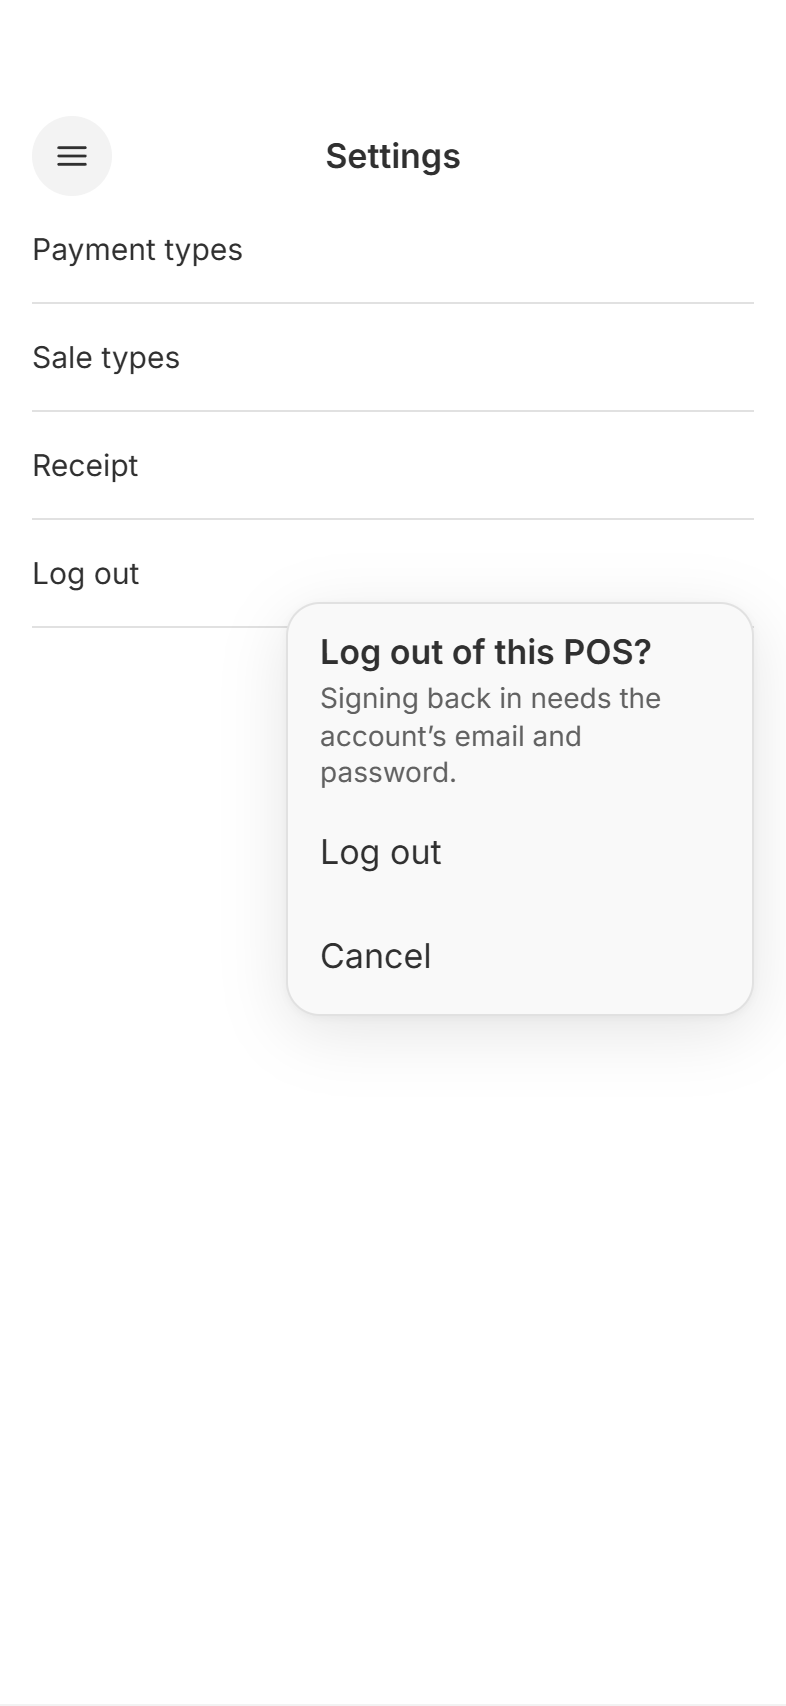 Settings
Payment types
Sale types
Receipt
Log out
Log out of this POS?
Signing back in needs the
account’s email and
password.
Log out
Cancel